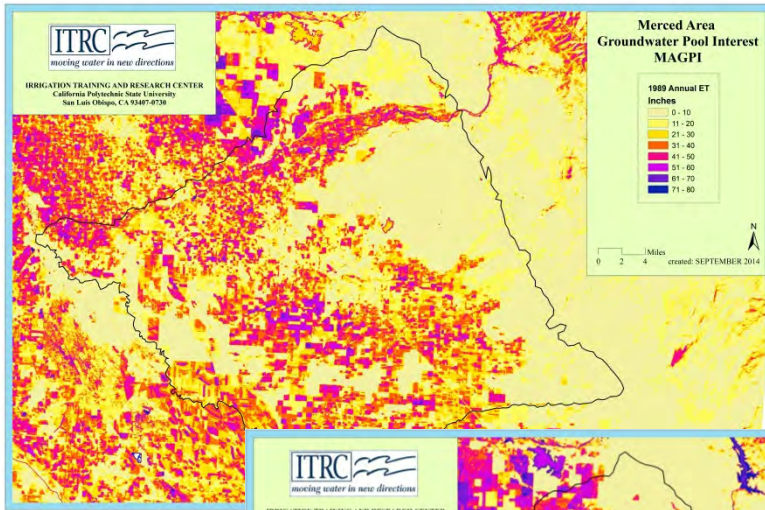 ITRC
moving water in new directions
IRRIGATION TRAINING AND RESEARCH CENTER
California Polytechnic State University
San Luis Obispo, CA 93407-0730
Merced Area
Groundwater Pool Interest
MAGPI
1989 Annual ET
Inches
0 - 10
11 - 20
21 - 30
31 - 40
41 - 50
51 - 60
61 - 70
71 - 80
N
Miles
0 2 4
created: SEPTEMBER 2014
ITRC
moving water in new directions